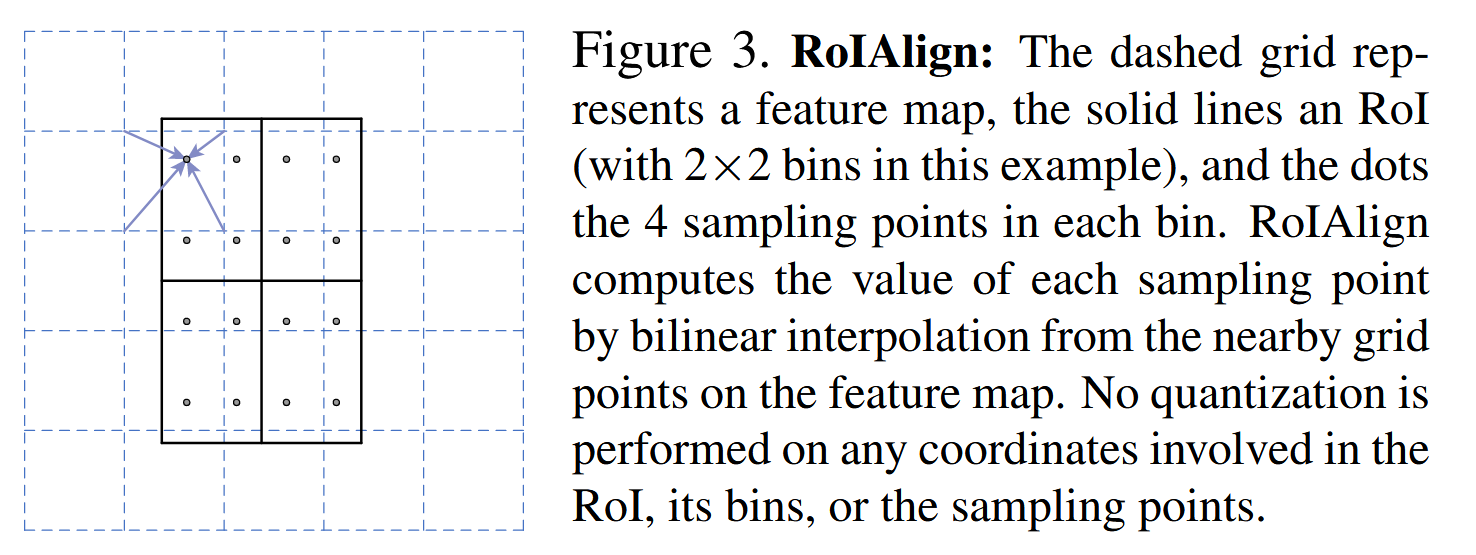 Figure 3. RoIAlign: The dashed grid rep-
resents a feature map, the solid lines an RoI
(with 2×2 bins in this example), and the dots
the 4 sampling points in each bin. RoIAlign
computes the value of each sampling point
by bilinear interpolation from the nearby grid
points on the feature map. No quantization is
performed on any coordinates involved in the
RoI, its bins, or the sampling points.